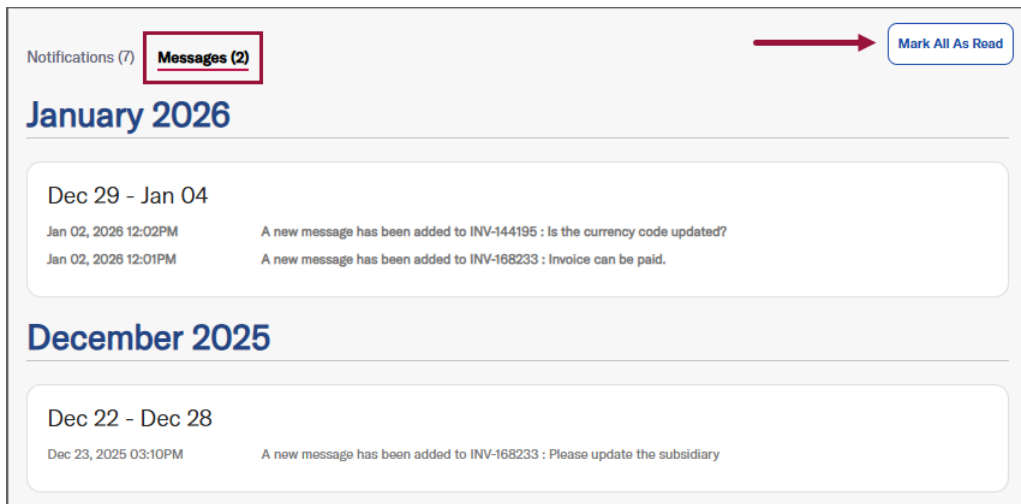 Notifications (7) Messages (2) Mark All As Read
January 2026
Dec 29 - Jan 04
Jan 02, 2026 12:02PM A new message has been added to INV-144195 : Is the currency code updated?
Jan 02, 2026 12:01PM A new message has been added to INV-168233 : Invoice can be paid.
December 2025
Dec 22 - Dec 28
Dec 23, 2025 03:10PM A new message has been added to INV-168233 : Please update the subsidiary